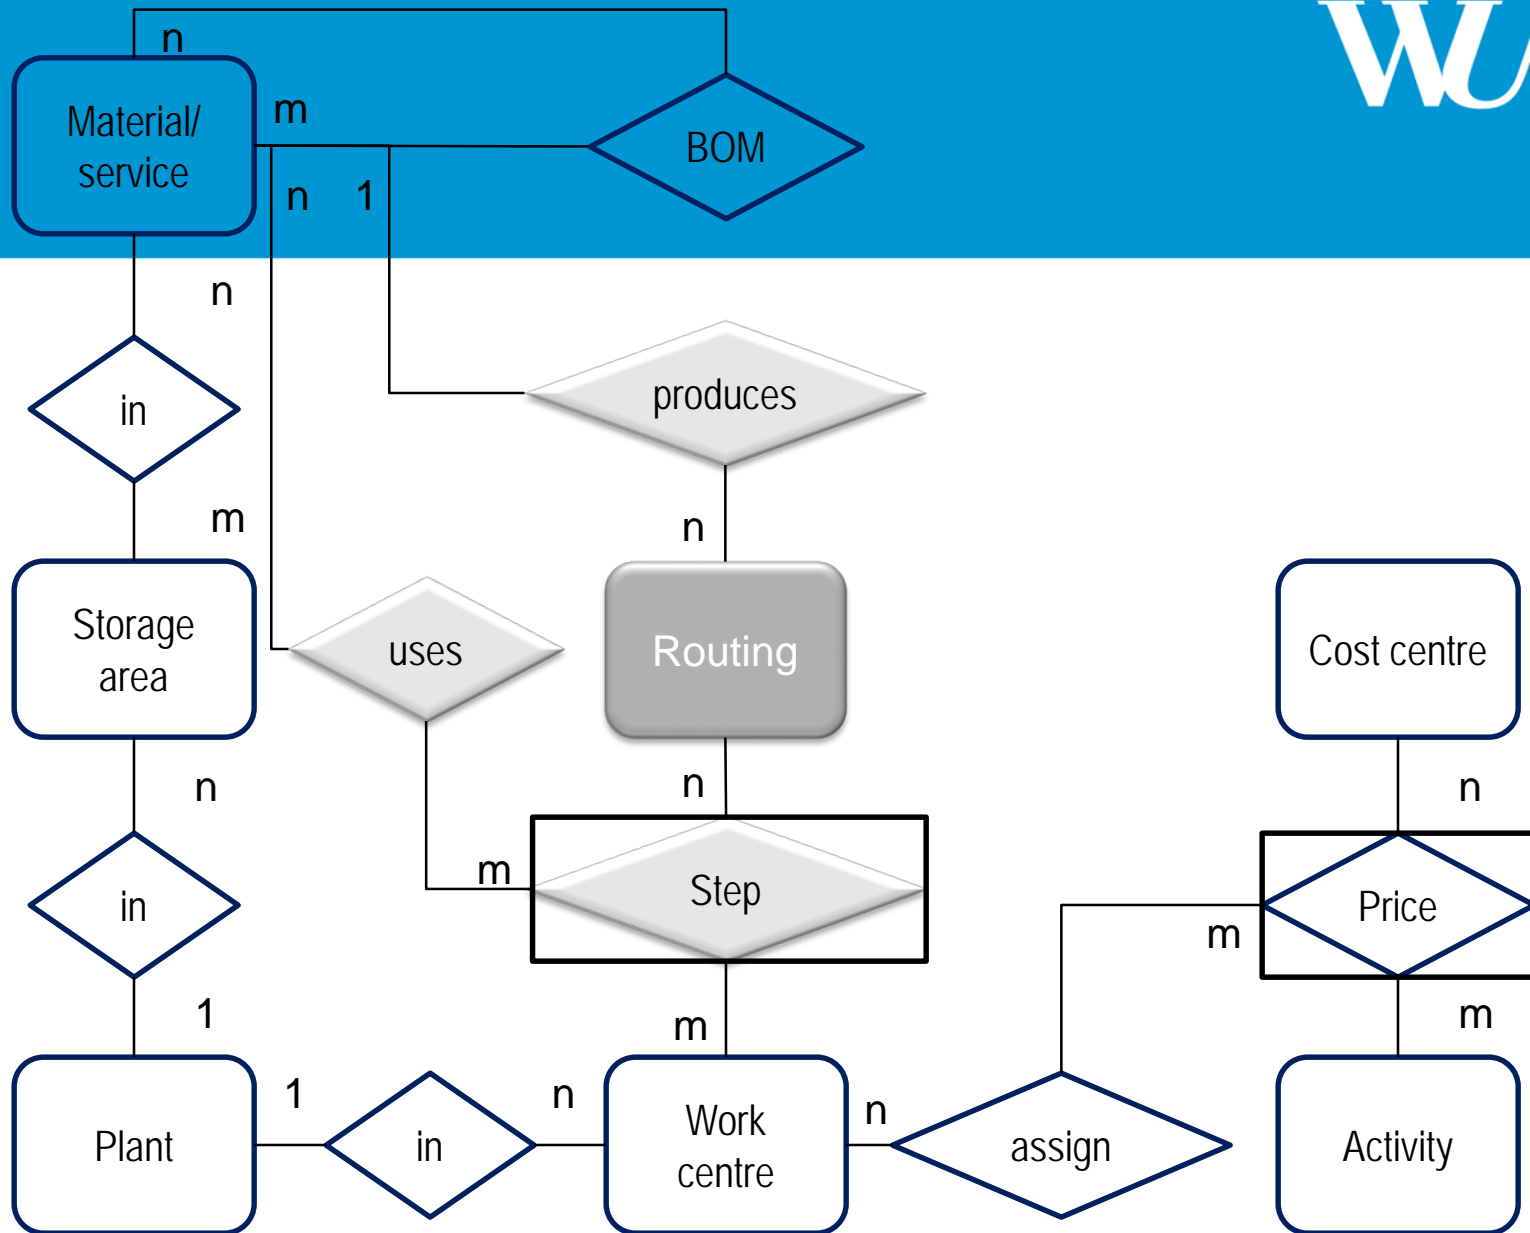 WU
n
Material/
service
m
BOM
n
1
n
in
produces
m
n
Storage
area
uses
Routing
Cost centre
n
n
n
m
Step
in
Price
m
1
m
m
1
n
n
Plant
in
Work
centre
assign
Activity